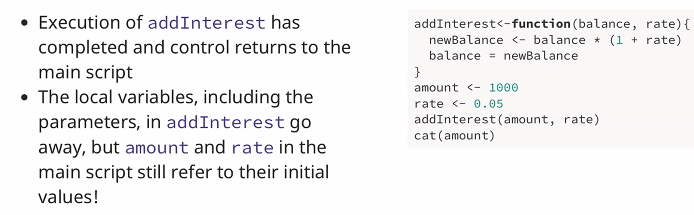 • Execution of addInterest has
completed and control returns to the
main script
• The local variables, including the
parameters, in addInterest go
away, but amount and rate in the
main script still refer to their initial
values!
addInterest<-function(balance, rate){
  newBalance <- balance * (1 + rate)
  balance = newBalance
}
amount <- 1000
rate <- 0.05
addInterest(amount, rate)
cat(amount)